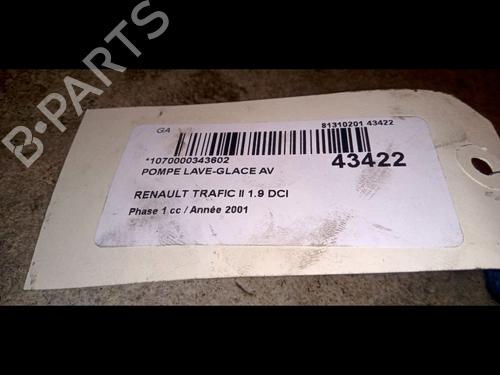 B-PARTS
GA
81310201 43422
*1070000343602
43422
POMPE LAVE-GLACE AV
RENAULT TRAFIC II 1.9 DCI
Phase 1 cc / Année 2001